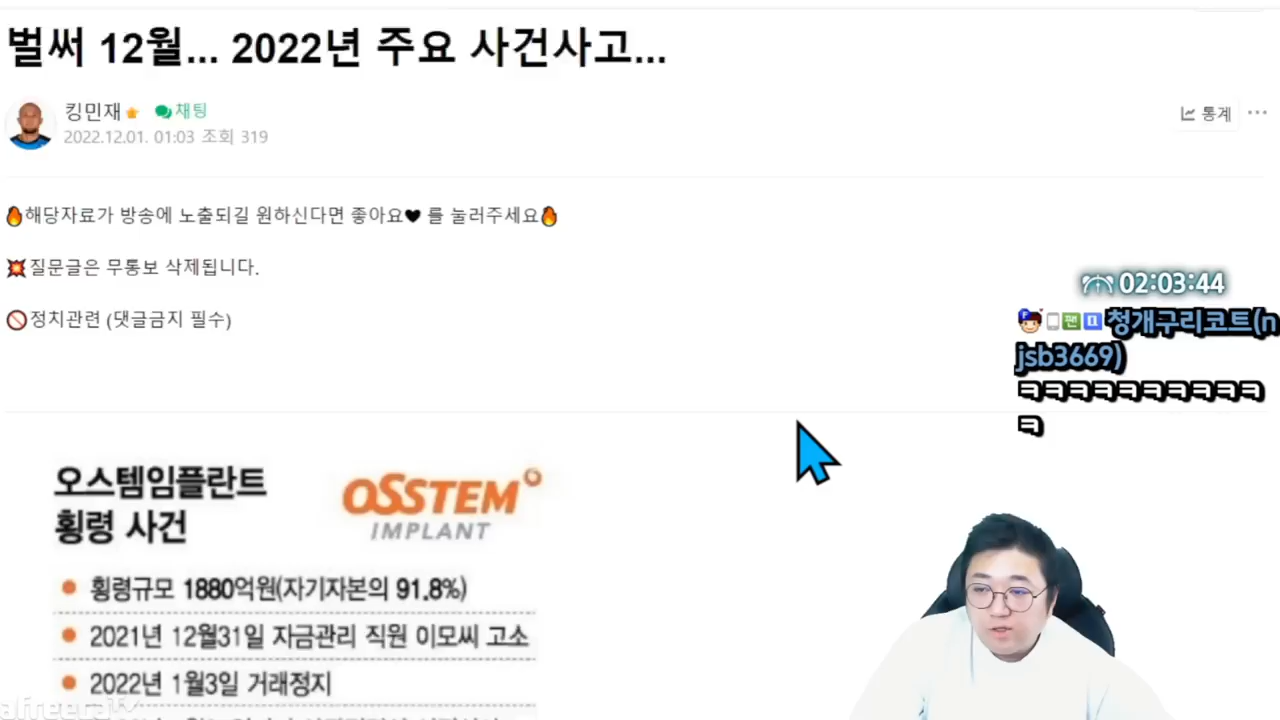 벌써 12월... 2022년 주요 사건사고...
킹민재 채팅
2022.12.01. 01:03 조회 319
통계
해당자료가 방송에 노출되길 원하신다면 좋아요🖤 를 눌러주세요
질문글은 무통보 삭제됩니다.
정치관련 (댓글금지 필수)
02:03:44
팬 청개구리코트(n
jsb3669)
ㅋㅋㅋㅋㅋㅋㅋㅋㅋㅋ
ㅋ
오스템임플란트
횡령 사건
OSSTEM
IMPLANT
횡령규모 1880억원(자기자본의 91.8%)
2021년 12월31일 자금관리 직원 이모씨 고소
2022년 1월3일 거래정지
afreecaTV